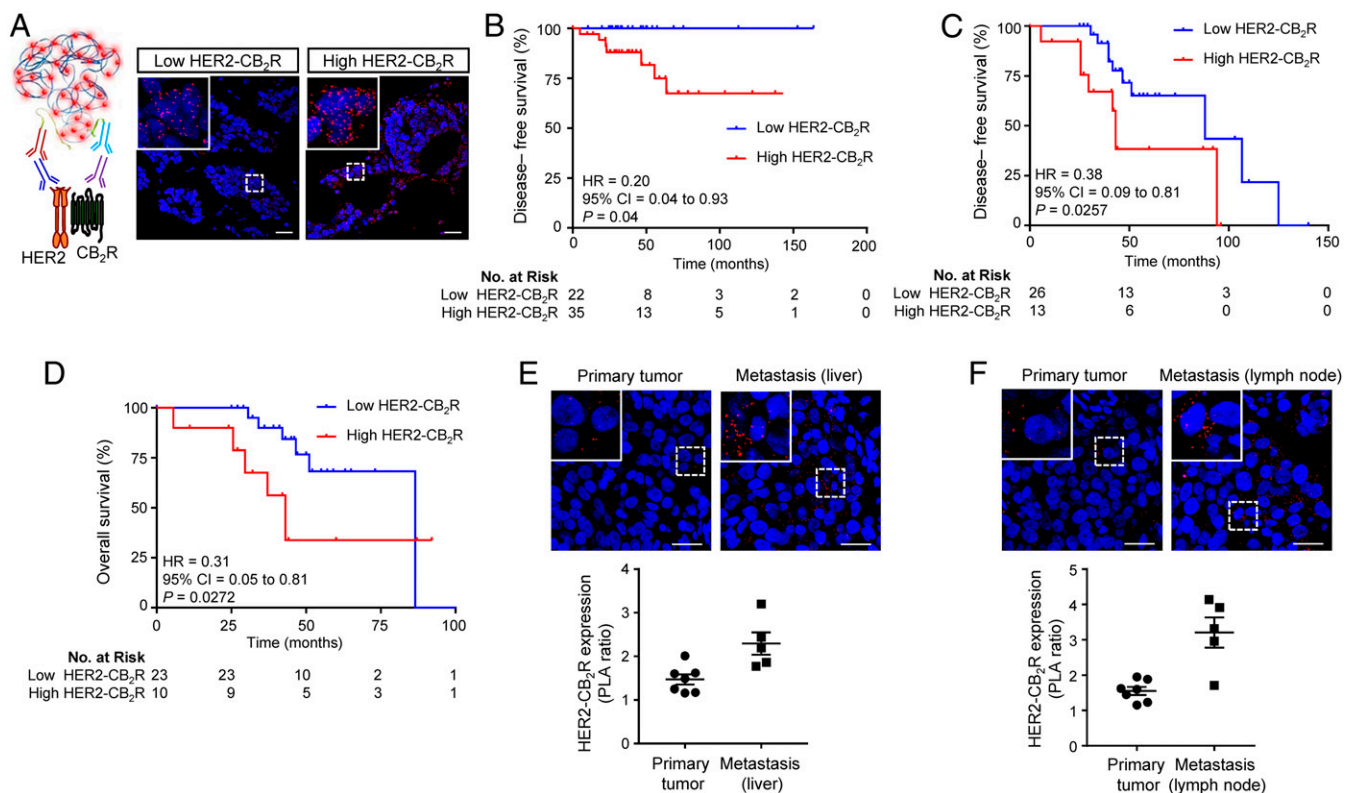 A
Low HER2-CB₂R
High HER2-CB₂R
HER2
CB₂R
B
Disease– free survival (%)
100
75
50
25
0
Low HER2-CB₂R
High HER2-CB₂R
HR = 0.20
95% CI = 0.04 to 0.93
P = 0.04
0 50 100 150 200
Time (months)
No. at Risk
Low HER2-CB₂R 22 8 3 2 0
High HER2-CB₂R 35 13 5 1 0
C
Disease– free survival (%)
100
75
50
25
0
Low HER2-CB₂R
High HER2-CB₂R
HR = 0.38
95% CI = 0.09 to 0.81
P = 0.0257
0 50 100 150
Time (months)
No. at Risk
Low HER2-CB₂R 26 13 3 0
High HER2-CB₂R 13 6 0 0
D
Overall survival (%)
100
75
50
25
0
Low HER2-CB₂R
High HER2-CB₂R
HR = 0.31
95% CI = 0.05 to 0.81
P = 0.0272
0 25 50 75 100
Time (months)
No. at Risk
Low HER2-CB₂R 23 23 10 2 1
High HER2-CB₂R 10 9 5 3 1
E
Primary tumor
Metastasis (liver)
HER2-CB₂R expression
(PLA ratio)
4
3
2
1
0
Primary
tumor
Metastasis
(liver)
F
Primary tumor
Metastasis (lymph node)
HER2-CB₂R expression
(PLA ratio)
5
4
3
2
1
0
Primary
tumor
Metastasis
(lymph node)